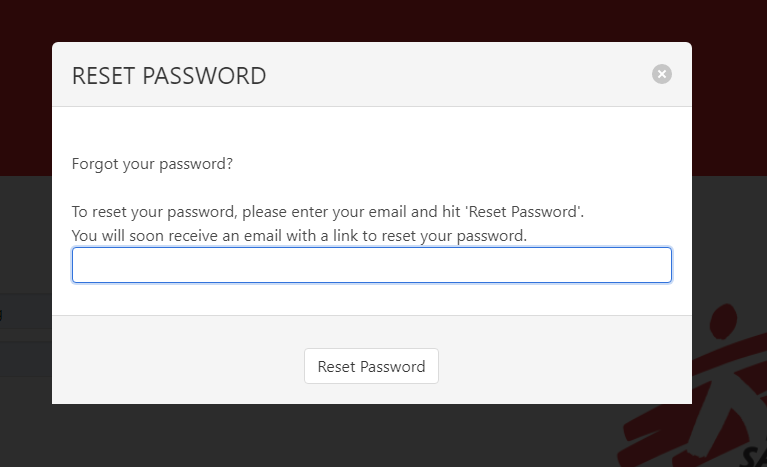 RESET PASSWORD
Forgot your password?
To reset your password, please enter your email and hit 'Reset Password'.
You will soon receive an email with a link to reset your password.
Reset Password